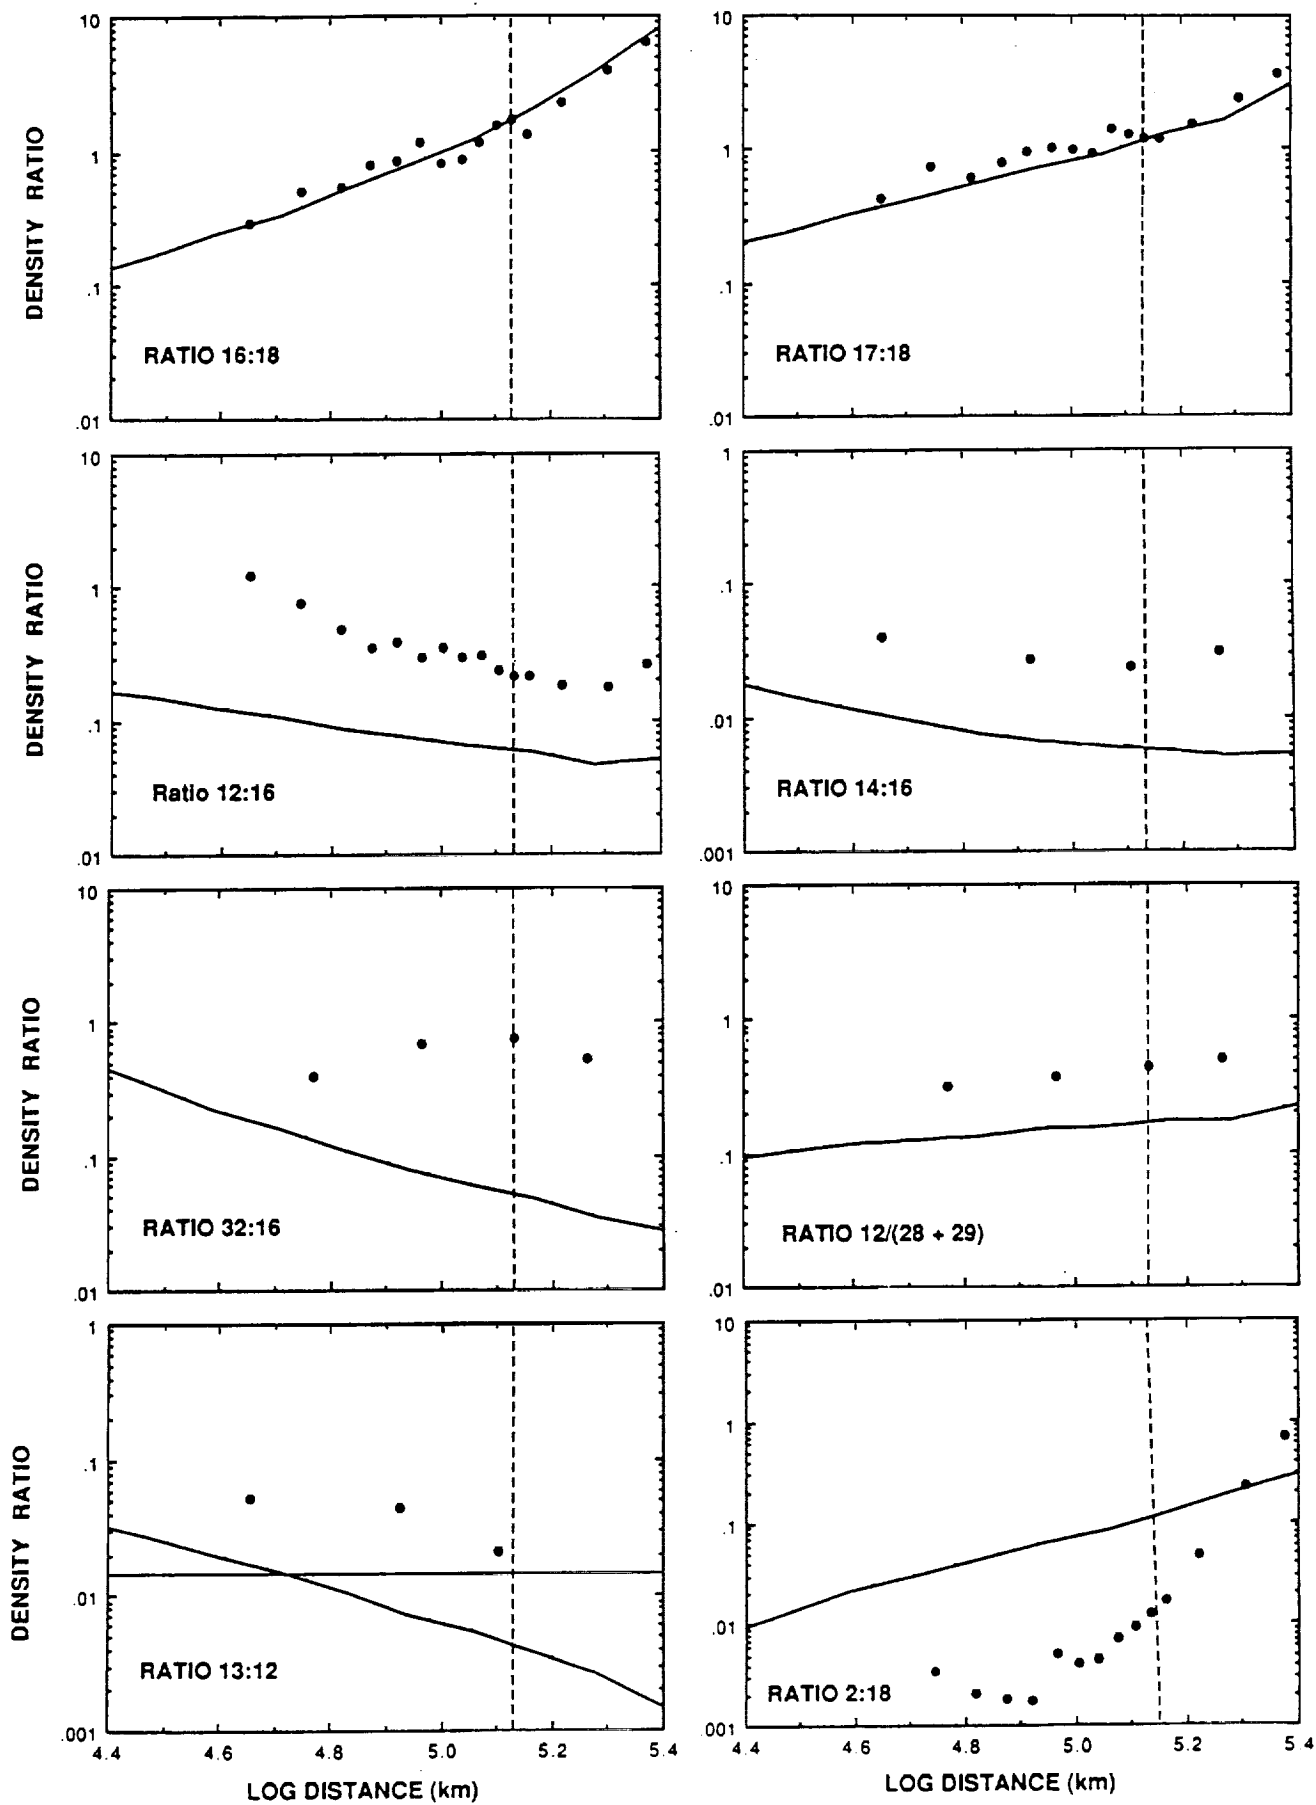 10
1
.1
.01
DENSITY RATIO
RATIO 16:18
10
1
.1
.01
RATIO 17:18
10
1
.1
.01
DENSITY RATIO
Ratio 12:16
1
.1
.01
.001
RATIO 14:16
10
1
.1
.01
DENSITY RATIO
RATIO 32:16
10
1
.1
.01
RATIO 12/(28 + 29)
1
.1
.01
.001
DENSITY RATIO
RATIO 13:12
4.4 4.6 4.8 5.0 5.2 5.4
LOG DISTANCE (km)
10
1
.1
.01
.001
RATIO 2:18
4.4 4.6 4.8 5.0 5.2 5.4
LOG DISTANCE (km)